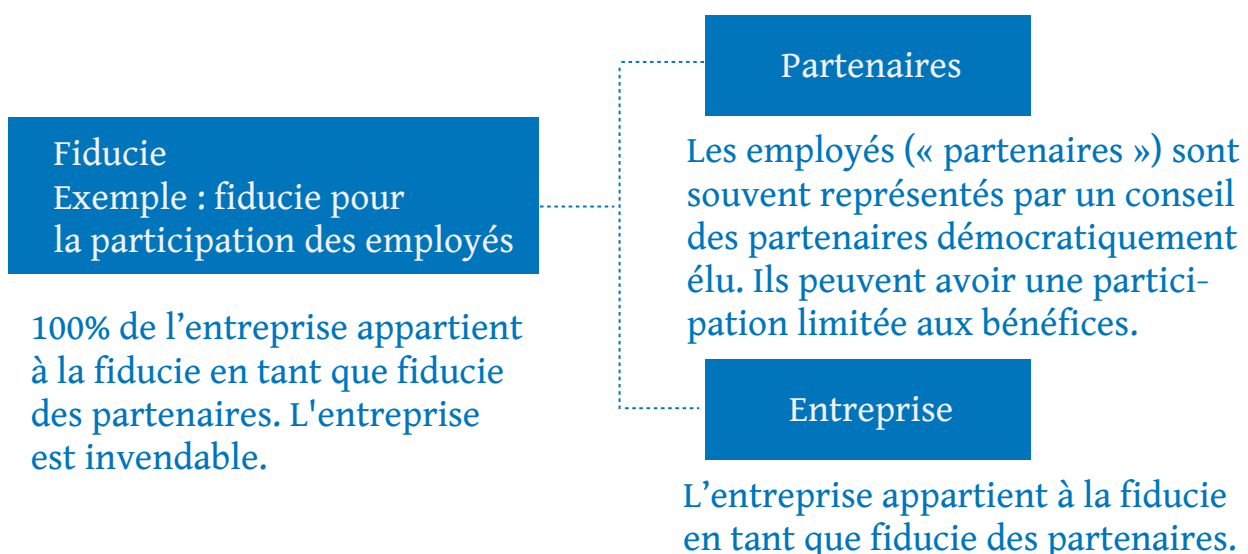 Fiducie
Exemple : fiducie pour
la participation des employés
100% de l’entreprise appartient
à la fiducie en tant que fiducie
des partenaires. L'entreprise
est invendable.
Partenaires
Les employés (« partenaires ») sont
souvent représentés par un conseil
des partenaires démocratiquement
élu. Ils peuvent avoir une partici-
pation limitée aux bénéfices.
Entreprise
L’entreprise appartient à la fiducie
en tant que fiducie des partenaires.